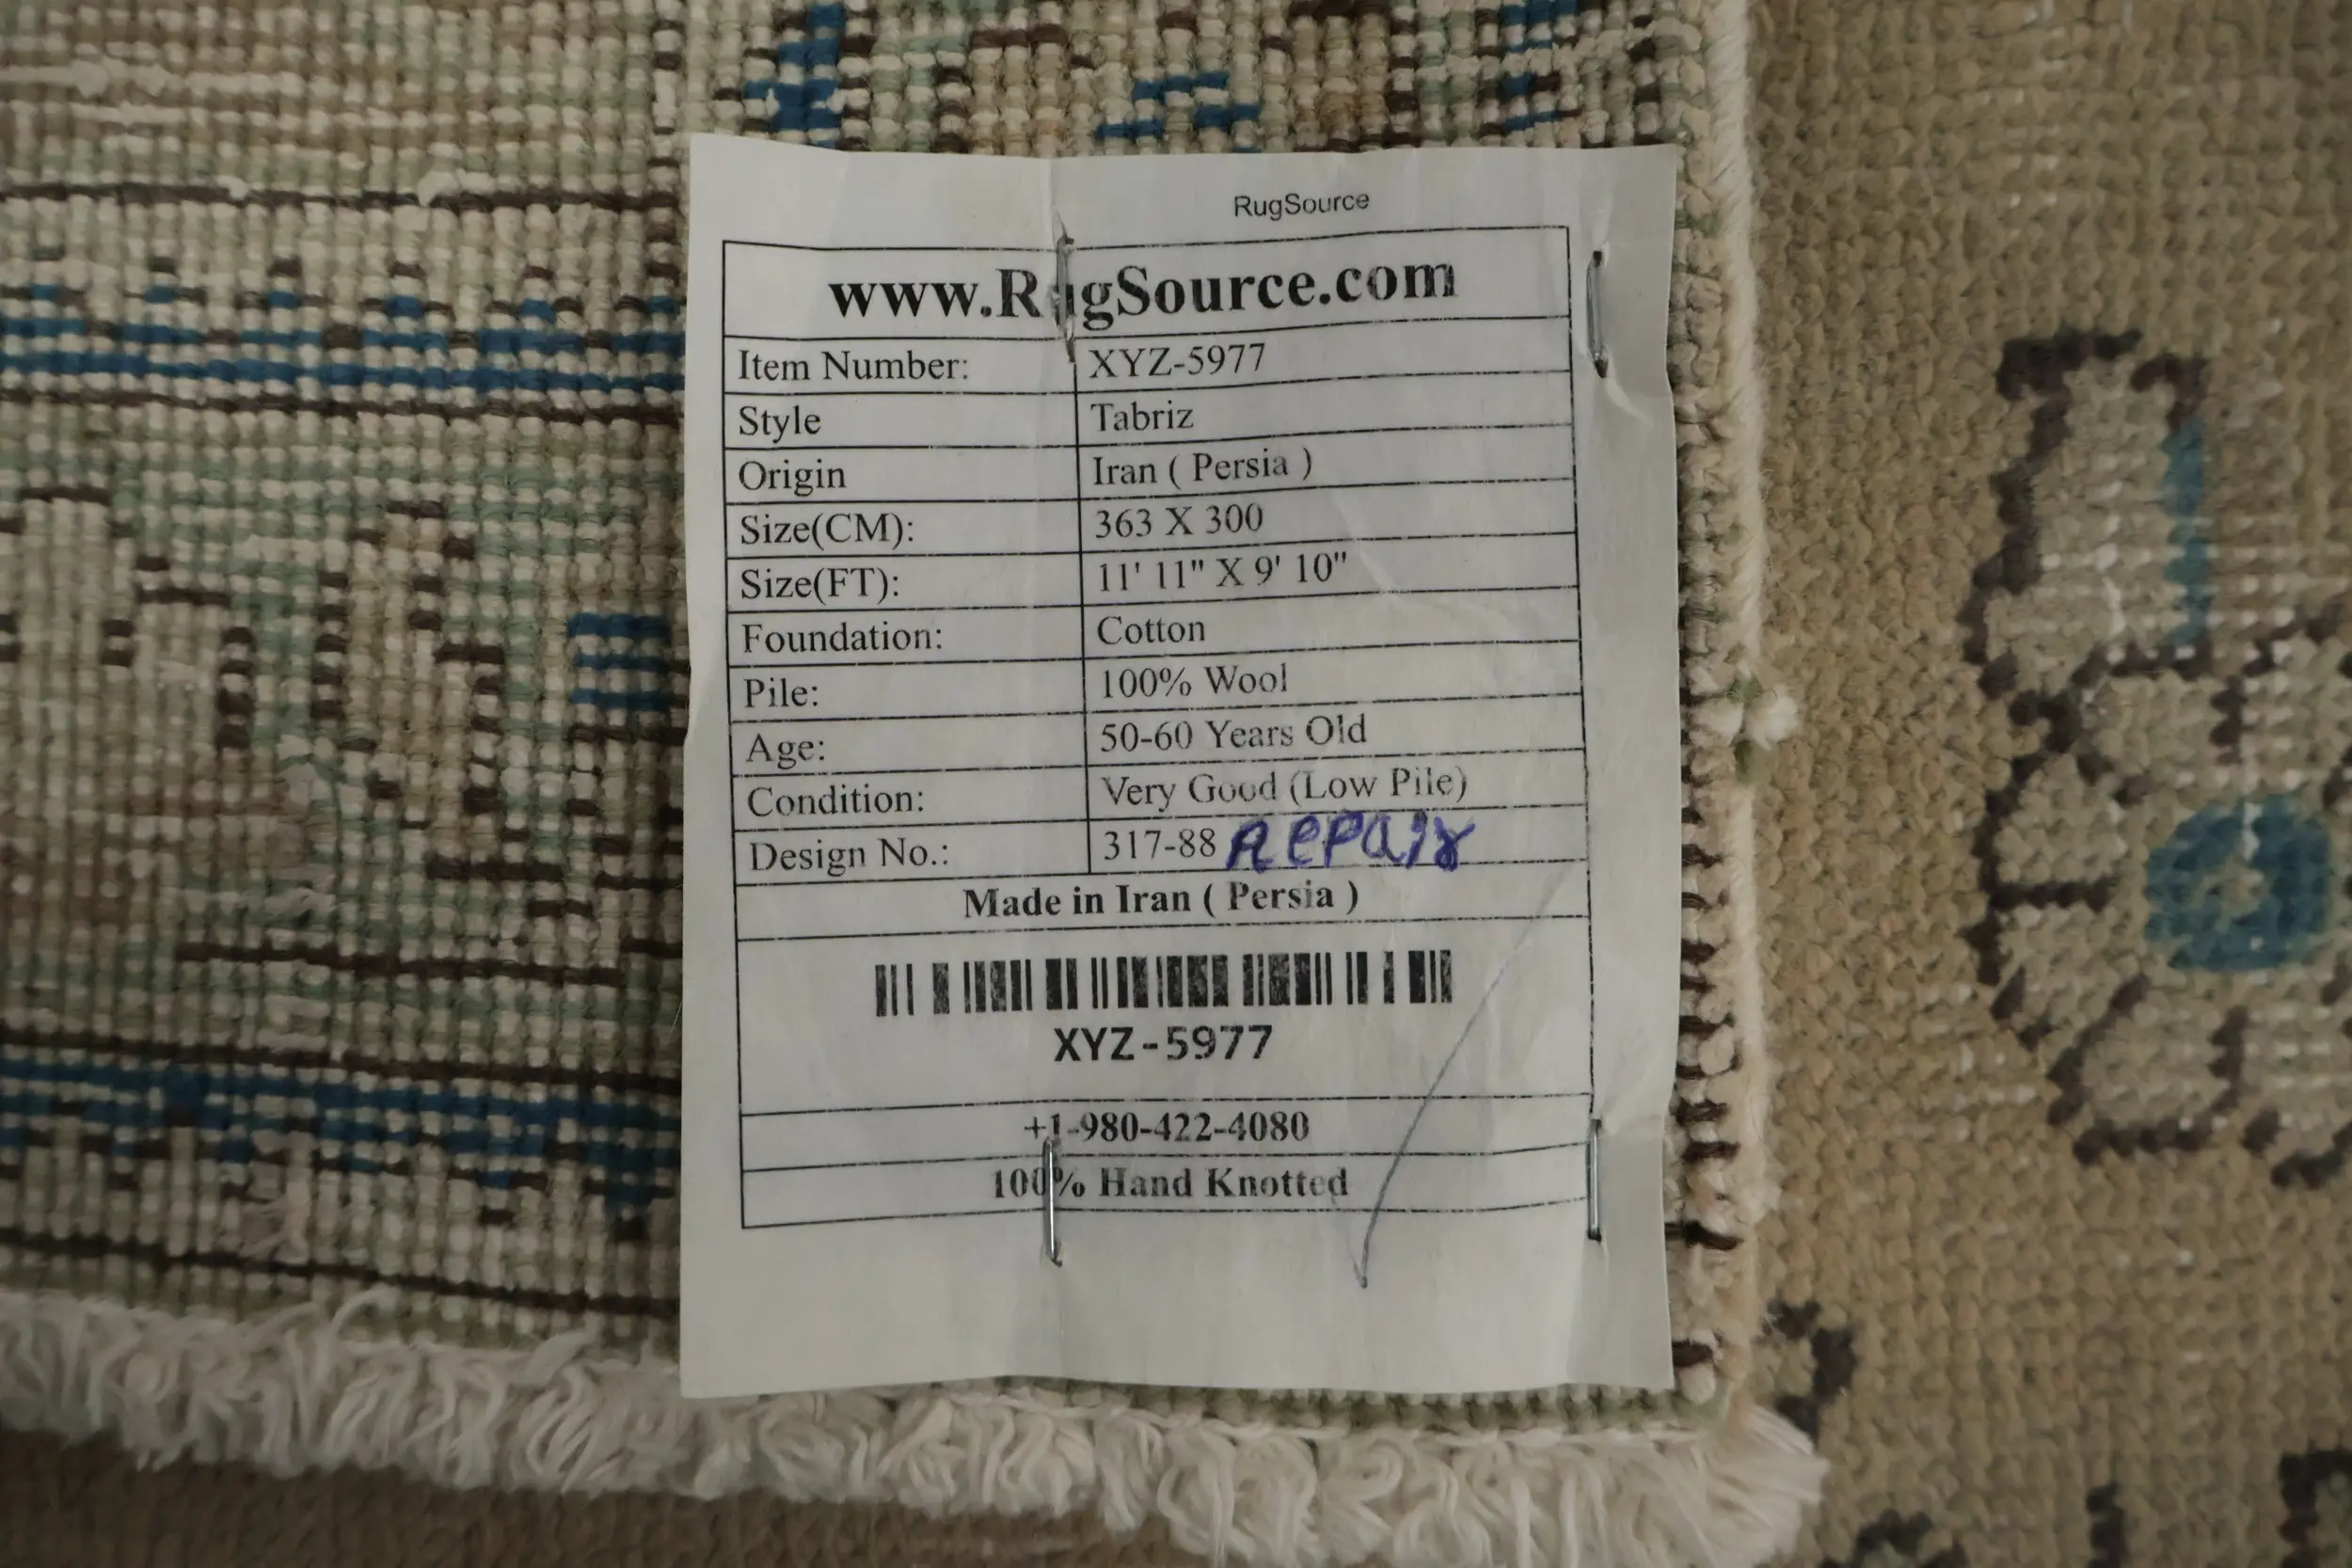 RugSource
www.RugSource.com
Item Number: XYZ-5977
Style Tabriz
Origin Iran ( Persia )
Size(CM): 363 X 300
Size(FT): 11' 11" X 9' 10"
Foundation: Cotton
Pile: 100% Wool
Age: 50-60 Years Old
Condition: Very Good (Low Pile)
Design No.: 317-88 RePaiR
Made in Iran ( Persia )
XYZ-5977
+1-980-422-4080
100% Hand Knotted